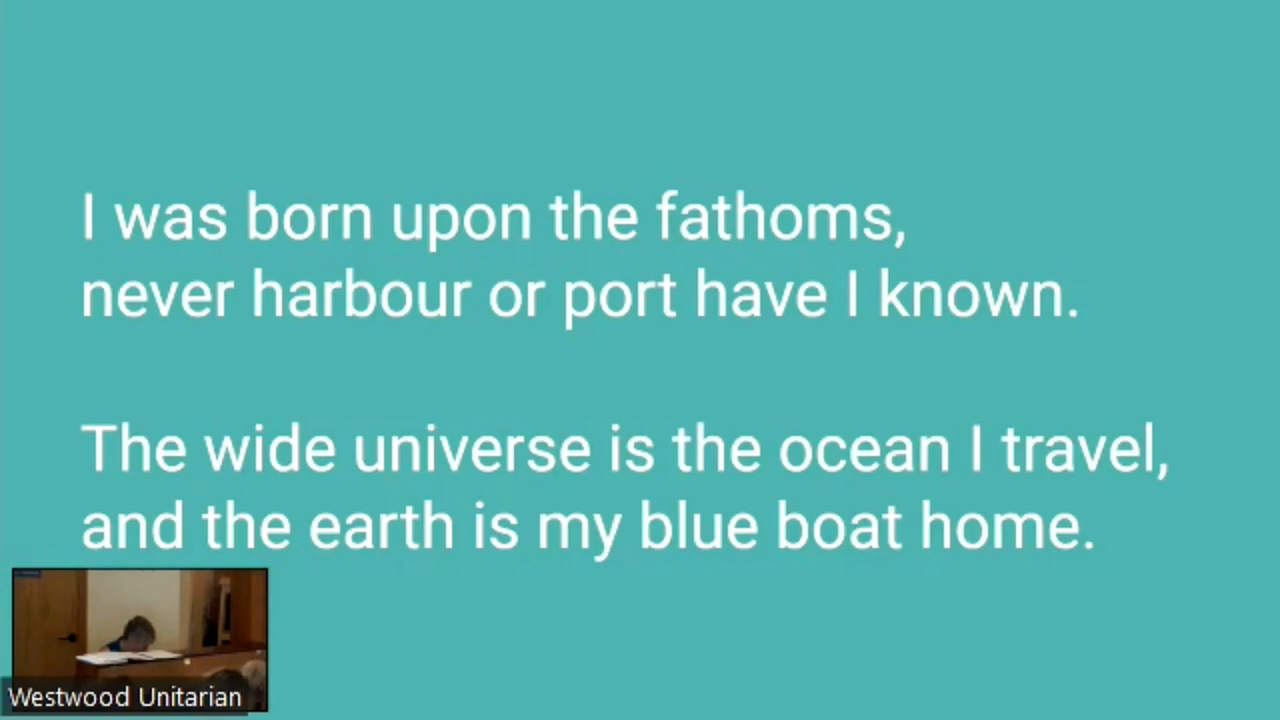 I was born upon the fathoms,
never harbour or port have I known.
The wide universe is the ocean I travel,
and the earth is my blue boat home.
Westwood Unitarian